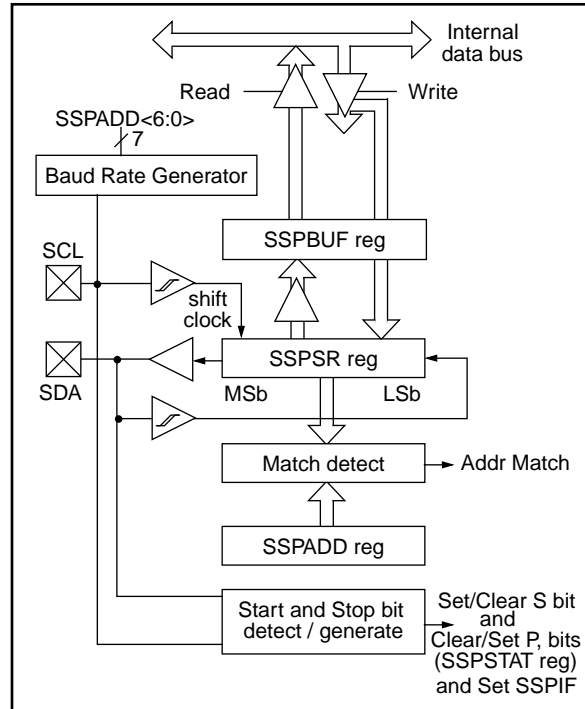 Internal
data bus
Read
Write
SSPADD<6:0>
7
Baud Rate Generator
SSPBUF reg
SCL
shift
clock
SSPSR reg
SDA
MSb
LSb
Match detect
Addr Match
SSPADD reg
Start and Stop bit
detect / generate
Set/Clear S bit
and
Clear/Set P, bits
(SSPSTAT reg)
and Set SSPIF